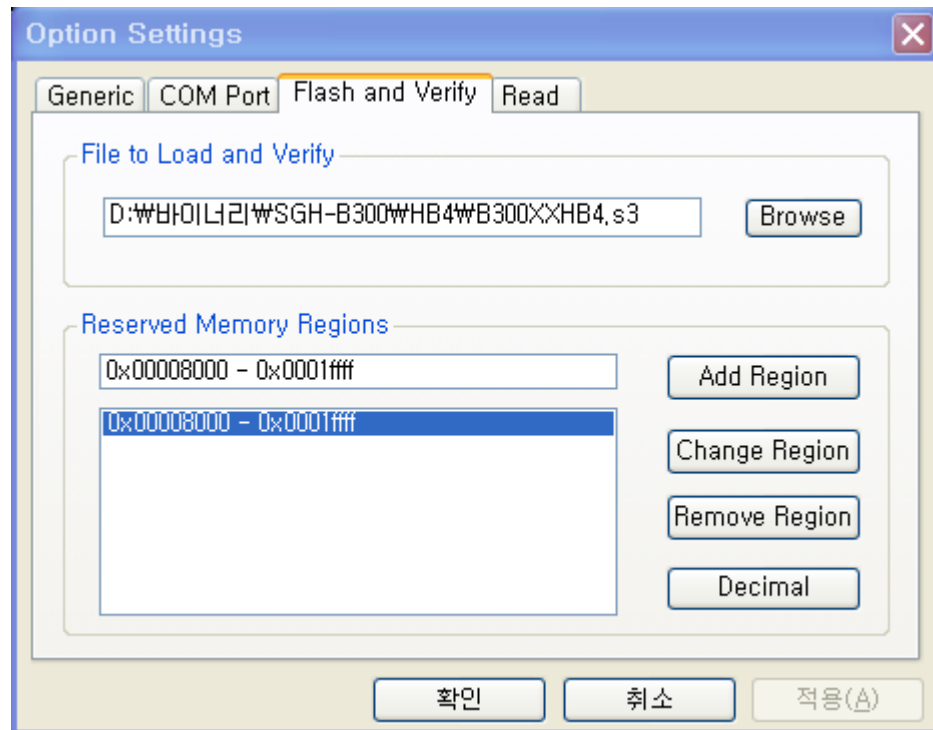 Option Settings
Generic COM Port Flash and Verify Read
File to Load and Verify
D:₩바이너리₩SGH-B300₩HB4₩B300XXHB4.s3 Browse
Reserved Memory Regions
0x00008000 - 0x0001ffff Add Region
0x00008000 - 0x0001ffff
Change Region
Remove Region
Decimal
확인 취소 적용(A)